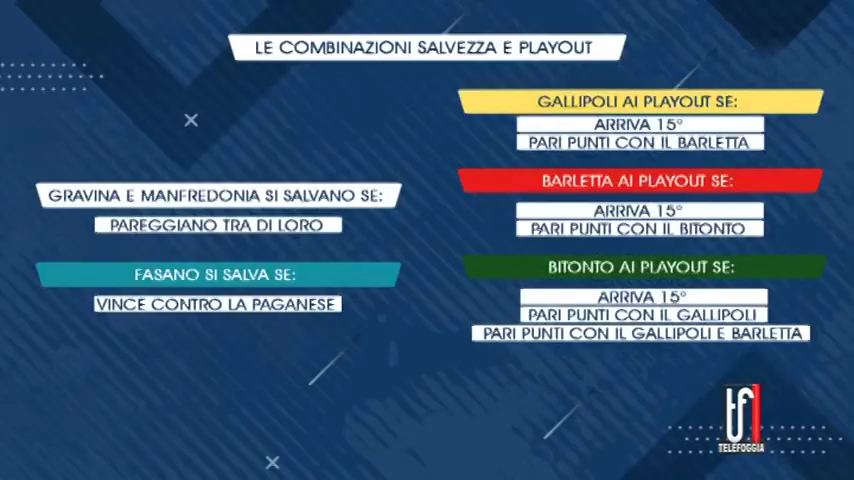 LE COMBINAZIONI SALVEZZA E PLAYOUT
GRAVINA E MANFREDONIA SI SALVANO SE:
PAREGGIANO TRA DI LORO
FASANO SI SALVA SE:
VINCE CONTRO LA PAGANESE
GALLIPOLI AI PLAYOUT SE:
ARRIVA 15°
PARI PUNTI CON IL BARLETTA
BARLETTA AI PLAYOUT SE:
ARRIVA 15°
PARI PUNTI CON IL BITONTO
BITONTO AI PLAYOUT SE:
ARRIVA 15°
PARI PUNTI CON IL GALLIPOLI
PARI PUNTI CON IL GALLIPOLI E BARLETTA
tf1
TELEFOGGIA